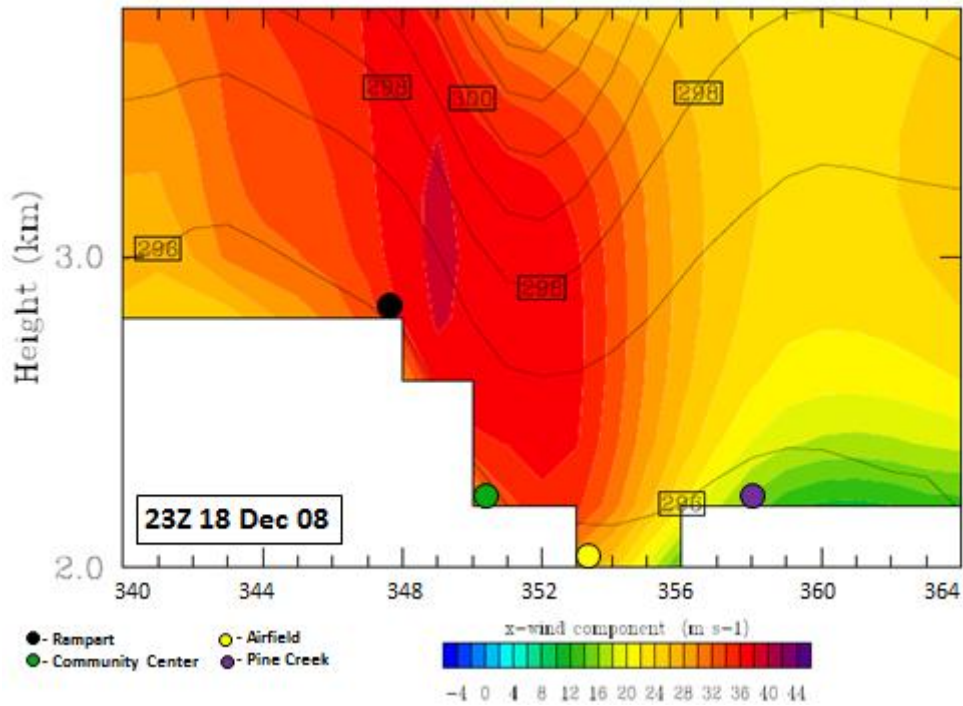 298
300
298
Height (km)
3.0
296
298
23Z 18 Dec 08
296
2.0
340
344
348
352
356
360
364
- Rampart
- Airfield
- Community Center
- Pine Creek
x-wind component (m s-1)
-4 0 4 8 12 16 20 24 28 32 36 40 44